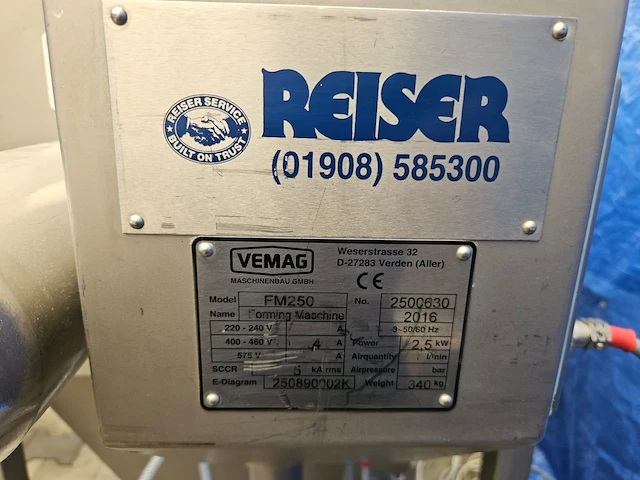 REISER SERVICE
BUILT ON TRUST
REISER
(01908) 585300
VEMAG
MASCHINENBAU GMBH
Weserstrasse 32
D-27283 Verden (Aller)
CE
Model FM250 No. 2500630
Name Forming Maschine 2016
220 - 240 V A 3~50/60 Hz
400 - 460 V 4 A Power 2,5 kW
575 V A Airquantity l/min
SCCR 5 kA rms Airpressure bar
E-Diagram 250890002K Weight 340 kg